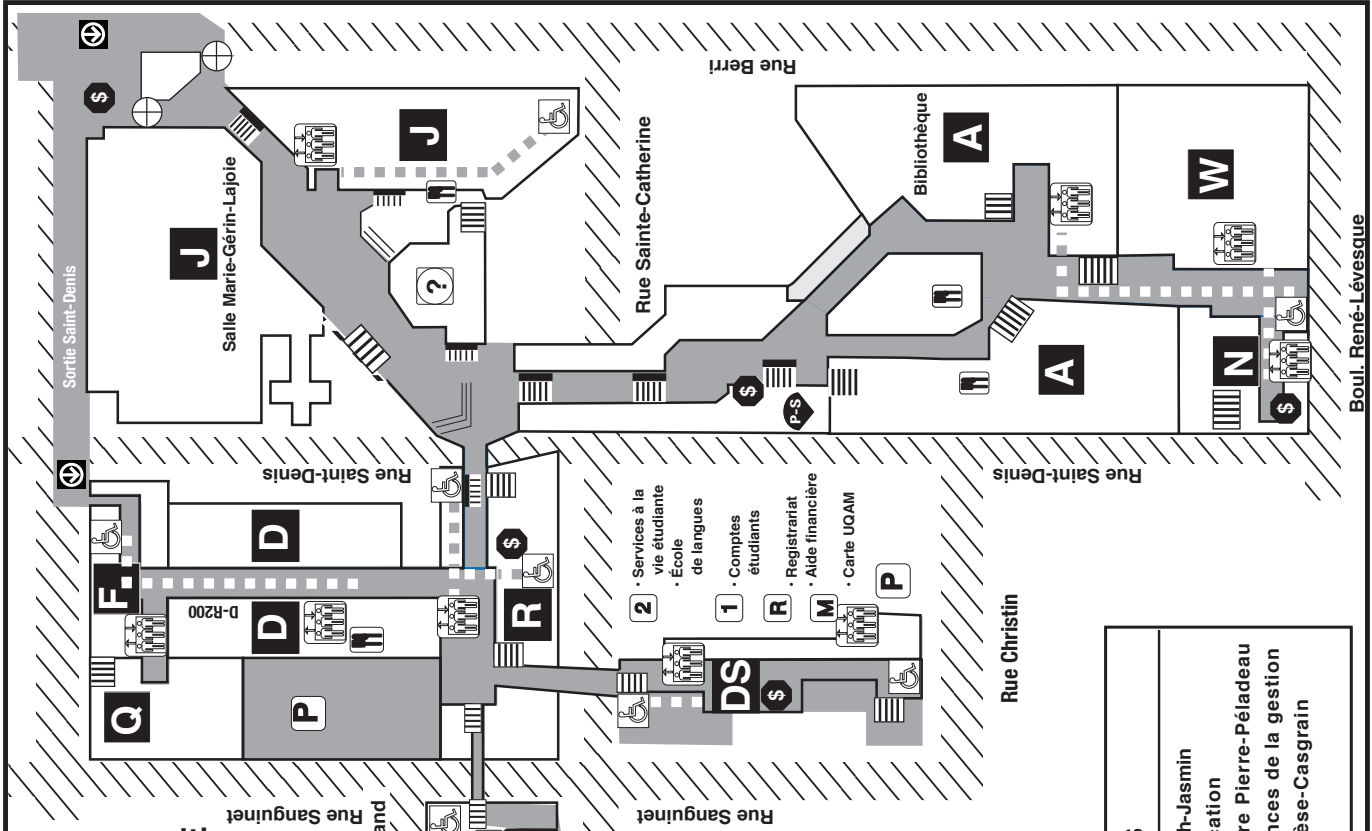 Rue Berri
$
Sortie Saint-Denis
J
Salle Marie-Gérin-Lajoie
J
?
Rue Sainte-Catherine
Bibliothèque
A
W
Boul. René-Lévesque
$
P-S
A
N
$
Rue Saint-Denis
Rue Saint-Denis
F
D
D-R200
D
$
R
Q
P
2
· Services à la
vie étudiante
· École
de langues
1
· Comptes
étudiants
R
· Registrariat
· Aide financière
M
· Carte UQAM
P
DS
$
Rue Christin
Rue Sanguinet
Rue Sanguinet
and
s
h-Jasmin
ation
re Pierre-Péladeau
nces de la gestion
èse-Casgrain